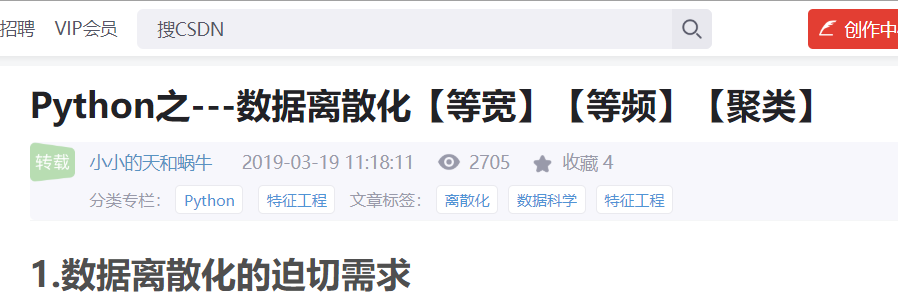 招聘 VIP会员 搜CSDN 创作中
Python之---数据离散化【等宽】【等频】【聚类】
转载 小小的天和蜗牛 2019-03-19 11:18:11 2705 收藏 4
分类专栏: Python 特征工程 文章标签: 离散化 数据科学 特征工程
1.数据离散化的迫切需求